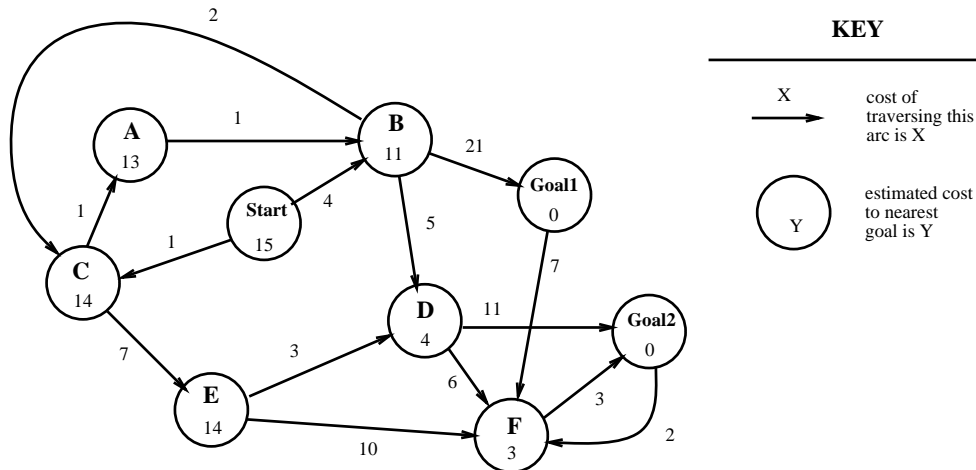 2
KEY
X
cost of
traversing this
arc is X
A
13
1
B
11
21
Goal1
0
Start
15
4
1
1
5
7
estimated cost
to nearest
goal is Y
Y
C
14
D
4
11
Goal2
0
7
3
6
3
2
E
14
10
F
3